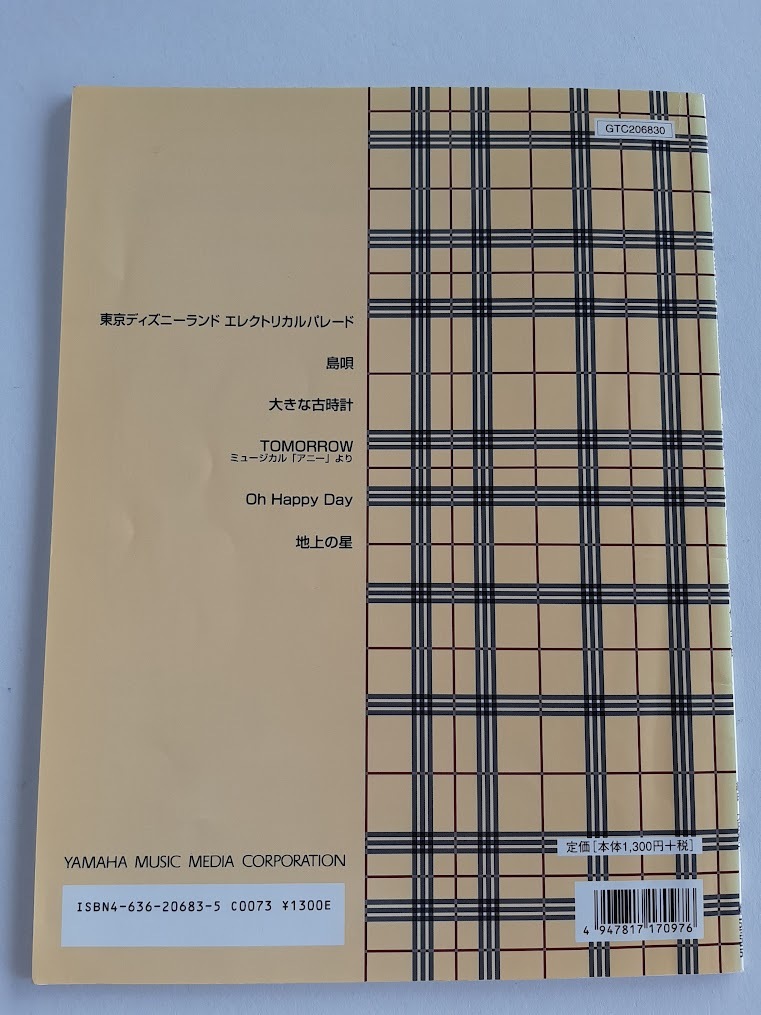 GTC206830
東京ディズニーランド エレクトリカルパレード
島唄
大きな古時計
TOMORROW
ミュージカル「アニー」より
Oh Happy Day
地上の星
YAMAHA MUSIC MEDIA CORPORATION
定価[本体1,300円+税]
ISBN4-636-20683-5 C0073 ¥1300E
4 947817 170976